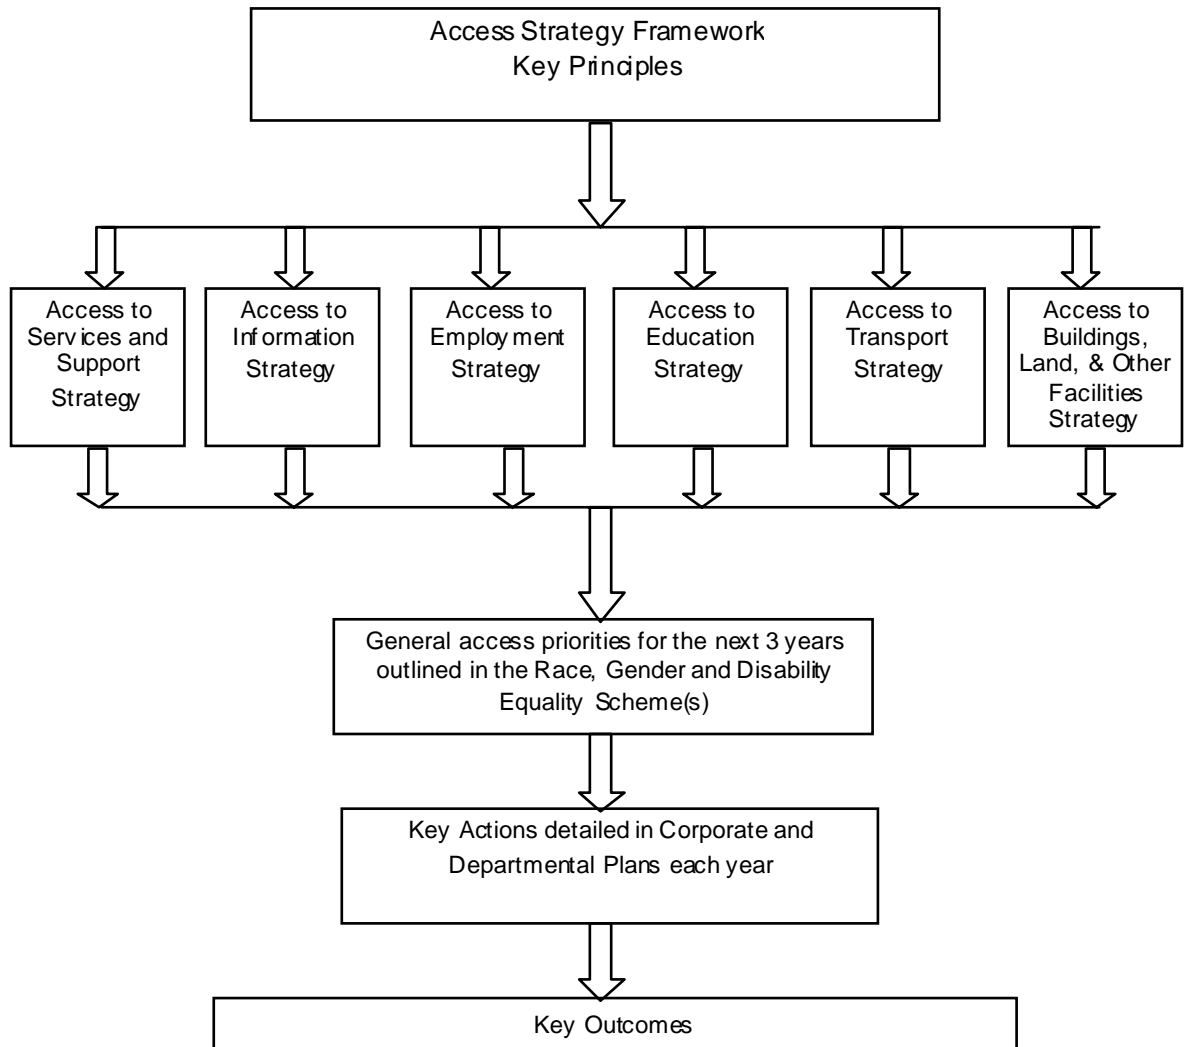 Access Strategy Framework
Key Principles
Access to
Services and
Support
Strategy
Access to
Information
Strategy
Access to
Employment
Strategy
Access to
Education
Strategy
Access to
Transport
Strategy
Access to
Buildings,
Land, & Other
Facilities
Strategy
General access priorities for the next 3 years
outlined in the Race, Gender and Disability
Equality Scheme(s)
Key Actions detailed in Corporate and
Departmental Plans each year
Key Outcomes